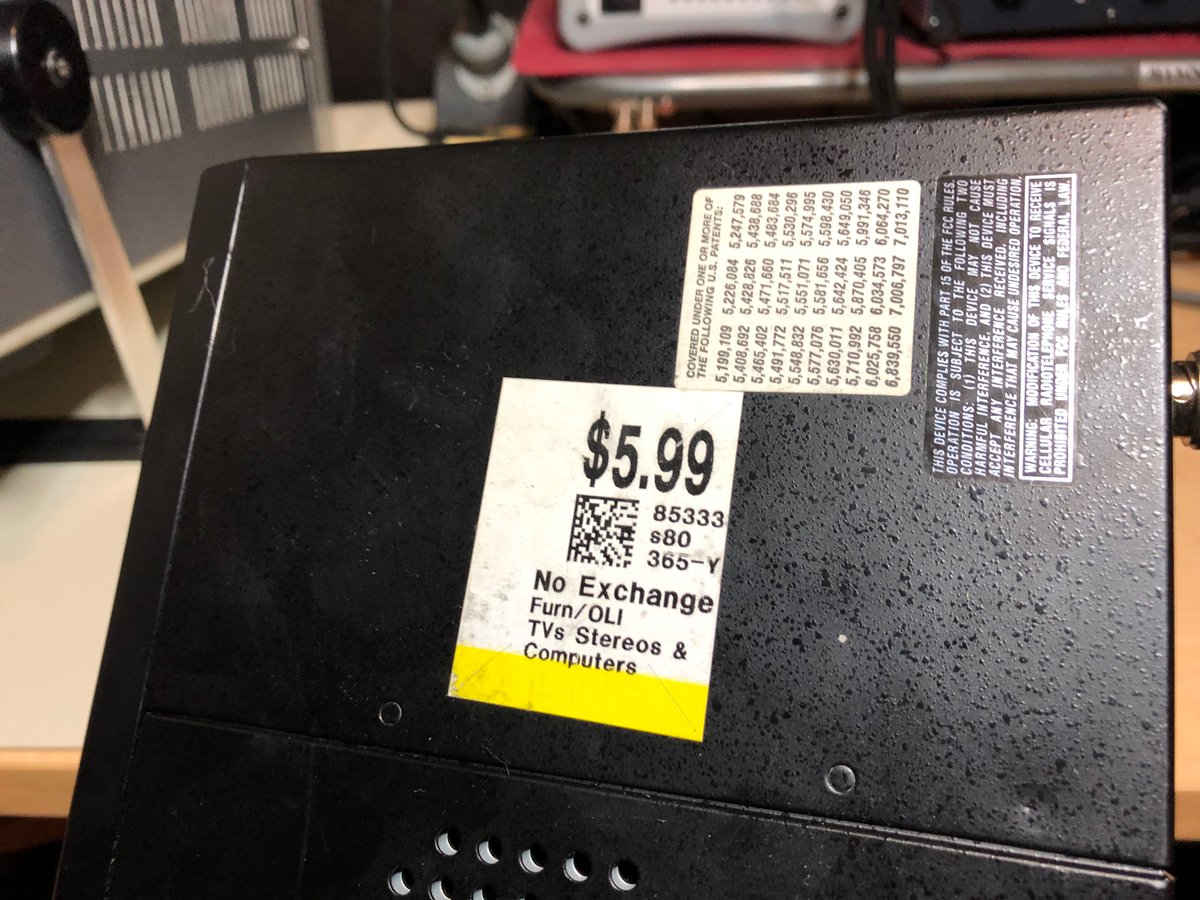 COVERED UNDER ONE OR MORE OF
THE FOLLOWING U.S. PATENTS:
5,199,109 5,226,084 5,247,579
5,408,692 5,428,826 5,438,688
5,465,402 5,471,660 5,483,684
5,491,772 5,517,511 5,530,296
5,548,832 5,551,071 5,574,995
5,577,076 5,581,656 5,598,430
5,630,011 5,642,424 5,649,050
5,710,992 5,870,405 5,991,346
6,025,758 6,034,573 6,064,270
6,839,550 7,006,797 7,013,110
THIS DEVICE COMPLIES WITH PART 15 OF THE FCC RULES.
OPERATION IS SUBJECT TO THE FOLLOWING TWO
CONDITIONS: (1) THIS DEVICE MAY NOT CAUSE
HARMFUL INTERFERENCE, AND (2) THIS DEVICE MUST
ACCEPT ANY INTERFERENCE RECEIVED, INCLUDING
INTERFERENCE THAT MAY CAUSE UNDESIRED OPERATION.
WARNING: MODIFICATION OF THIS DEVICE TO RECEIVE
CELLULAR RADIOTELEPHONE SERVICE SIGNALS IS
PROHIBITED UNDER FCC RULES AND FEDERAL LAW.
$5.99
85333
s80
365-Y
No Exchange
Furn/OLI
TVs Stereos &
Computers